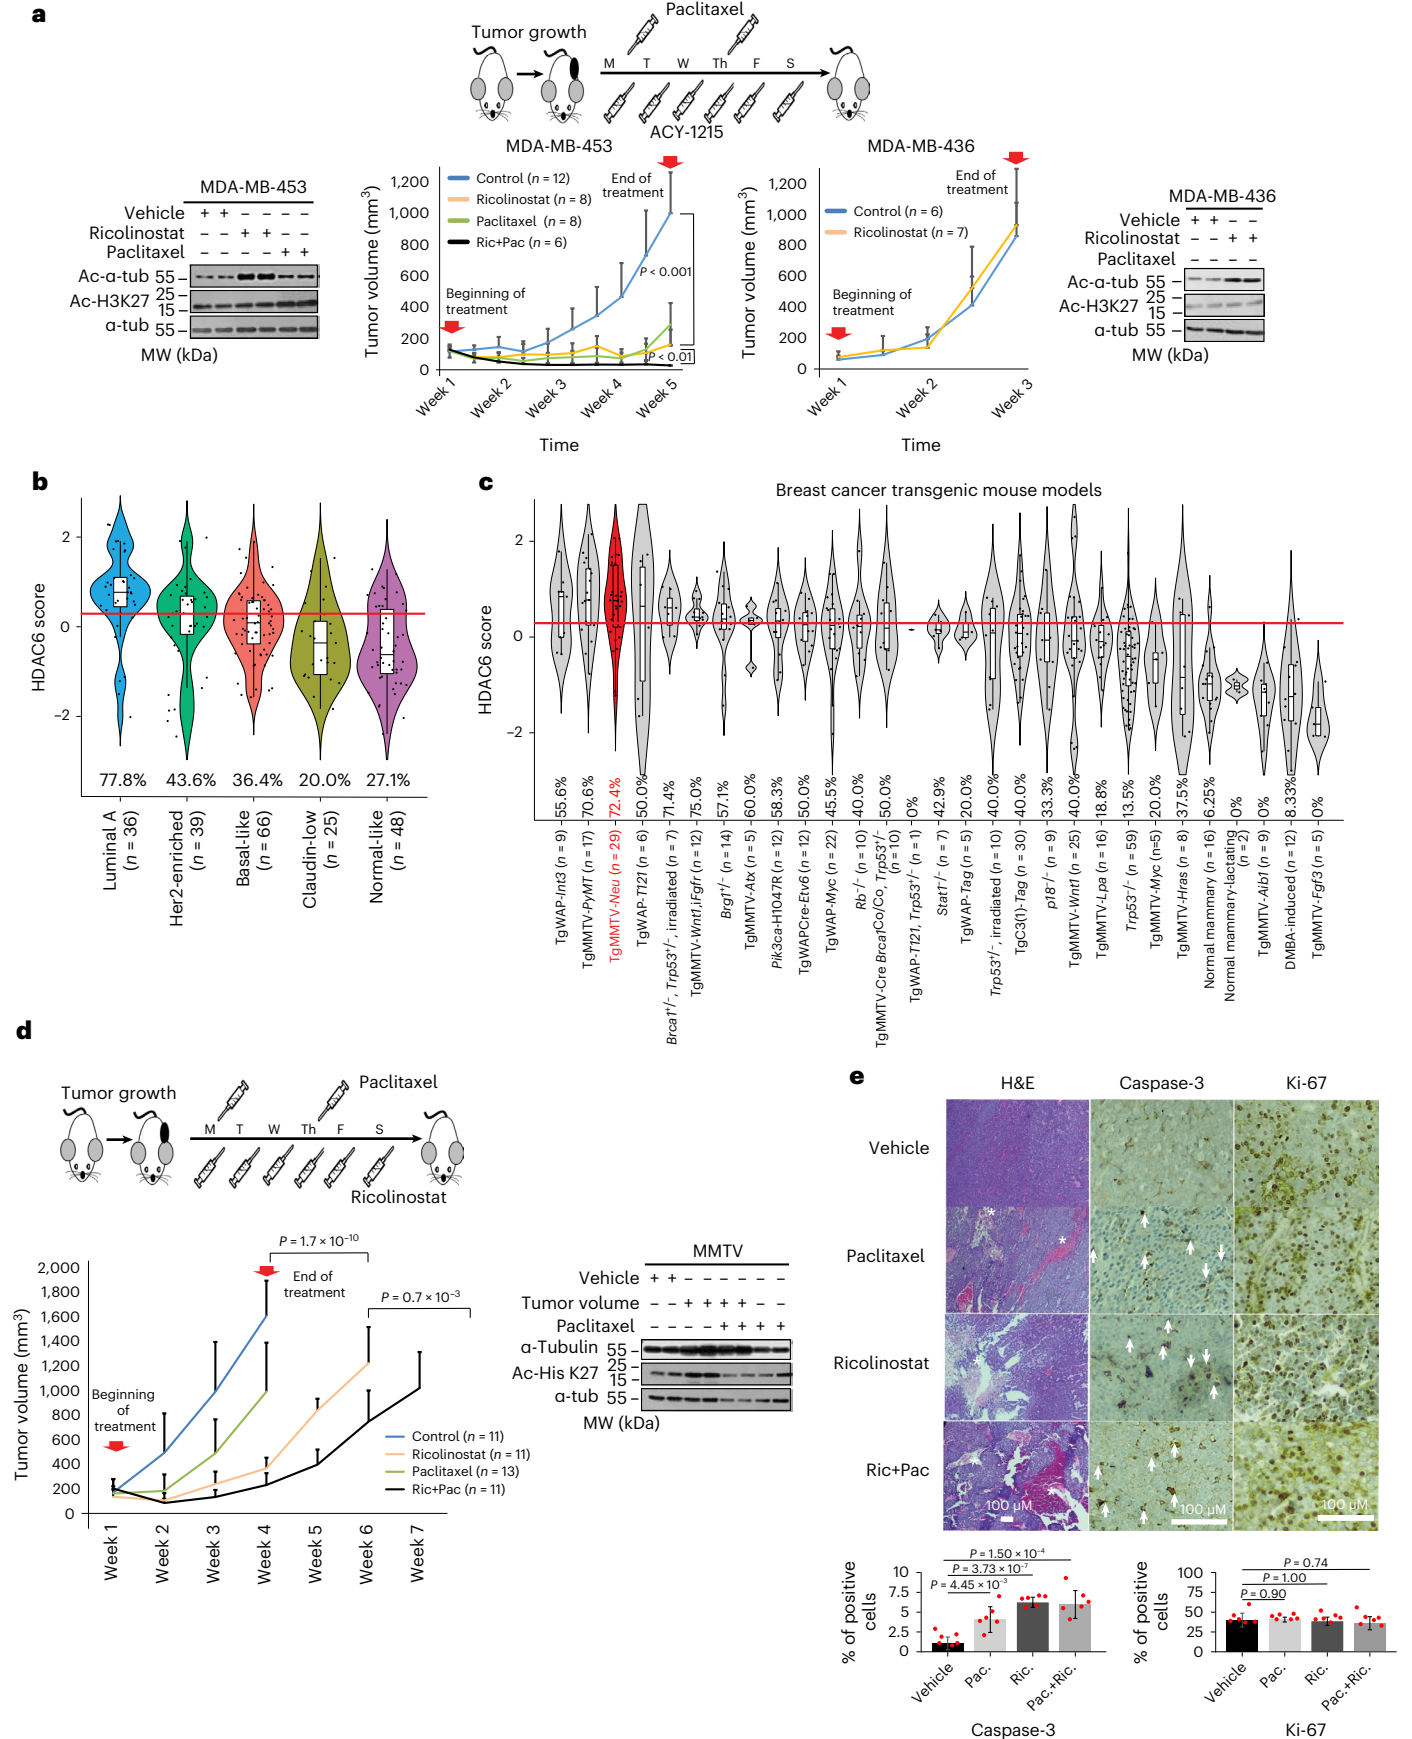 a
Paclitaxel
Tumor growth
M T W Th F S
ACY-1215
MDA-MB-453
Vehicle + + – – – –
Ricolinostat – – + + – –
Paclitaxel – – – – + +
Ac-α-tub 55
Ac-H3K27 25
15
α-tub 55
MW (kDa)
MDA-MB-453
Tumor volume (mm3)
1,200
1,000
800
600
400
200
0
Control (n = 12)
Ricolinostat (n = 8)
Paclitaxel (n = 8)
Ric+Pac (n = 6)
End of
treatment
P < 0.001
Beginning of
treatment
P < 0.01
Week 1 Week 2 Week 3 Week 4 Week 5
Time
MDA-MB-436
Tumor volume (mm3)
1,200
1,000
800
600
400
200
0
End of
treatment
Control (n = 6)
Ricolinostat (n = 7)
Beginning of
treatment
Week 1 Week 2 Week 3
Time
MDA-MB-436
Vehicle + + – –
Ricolinostat – – + +
Paclitaxel – – – –
Ac-α-tub 55
Ac-H3K27 25
15
α-tub 55
MW (kDa)
b
HDAC6 score
2
0
–2
77.8% 43.6% 36.4% 20.0% 27.1%
Luminal A
(n = 36)
Her2-enriched
(n = 39)
Basal-like
(n = 66)
Claudin-low
(n = 25)
Normal-like
(n = 48)
c
Breast cancer transgenic mouse models
HDAC6 score
2
0
–2
TgWAP-Int3 (n = 9) 55.6%
TgMMTV-PyMT (n = 17) 70.6%
TgMMTV-Neu (n = 29) 72.4%
TgWAP-T121 (n = 6) 50.0%
Brca1+/–, Trp53+/–, irradiated (n = 7) 71.4%
TgMMTV-Wnt1,iFgfr (n = 12) 75.0%
Brg1+/– (n = 14) 57.1%
TgMMTV-Atx (n = 5) 60.0%
Pik3ca-H1047R (n = 12) 58.3%
TgWAPCre-Etv6 (n = 12) 50.0%
TgWAP-Myc (n = 22) 45.5%
Rb–/– (n = 10) 40.0%
TgMMTV-Cre Brca1Co/Co, Trp53+/–
(n = 10) 50.0%
TgWAP-T121, Trp53+/– (n = 1) 0%
Stat1–/– (n = 7) 42.9%
TgWAP-Tag (n = 5) 20.0%
Trp53+/–, irradiated (n = 10) 40.0%
TgC3(1)-Tag (n = 30) 40.0%
p18–/– (n = 9) 33.3%
TgMMTV-Wnt1 (n = 25) 40.0%
TgMMTV-Lpa (n = 16) 18.8%
Trp53–/– (n = 59) 13.5%
TgMMTV-Myc (n=5) 20.0%
TgMMTV-Hras (n = 8) 37.5%
Normal mammary (n = 16) 6.25%
Normal mammary-lactating
(n = 2) 0%
TgMMTV-Aib1 (n = 9) 0%
DMBA-induced (n = 12) 8.33%
TgMMTV-Fgf3 (n = 5) 0%
d
Tumor growth
Paclitaxel
M T W Th F S
Ricolinostat
Tumor volume (mm3)
2,000
1,800
1,600
1,400
1,200
1,000
800
600
400
200
0
P = 1.7 × 10–10
End of
treatment
P = 0.7 × 10–3
Beginning
of
treatment
Control (n = 11)
Ricolinostat (n = 11)
Paclitaxel (n = 13)
Ric+Pac (n = 11)
Week 1 Week 2 Week 3 Week 4 Week 5 Week 6 Week 7
MMTV
Vehicle + + – – – – – –
Tumor volume – – + + + + – –
Paclitaxel – – – – + + + +
α-Tubulin 55
Ac-His K27 25
15
α-tub 55
MW (kDa)
e
H&E Caspase-3 Ki-67
Vehicle
Paclitaxel
Ricolinostat
Ric+Pac
100 µM 100 µM 100 µM
% of positive
cells
10
7.5
5
2.5
0
P = 1.50 × 10–4
P = 3.73 × 10–7
P = 4.45 × 10–3
Vehicle Pac. Ric. Pac.+Ric.
Caspase-3
% of positive
cells
100
75
50
25
0
P = 0.74
P = 1.00
P = 0.90
Vehicle Pac. Ric. Pac.+Ric.
Ki-67